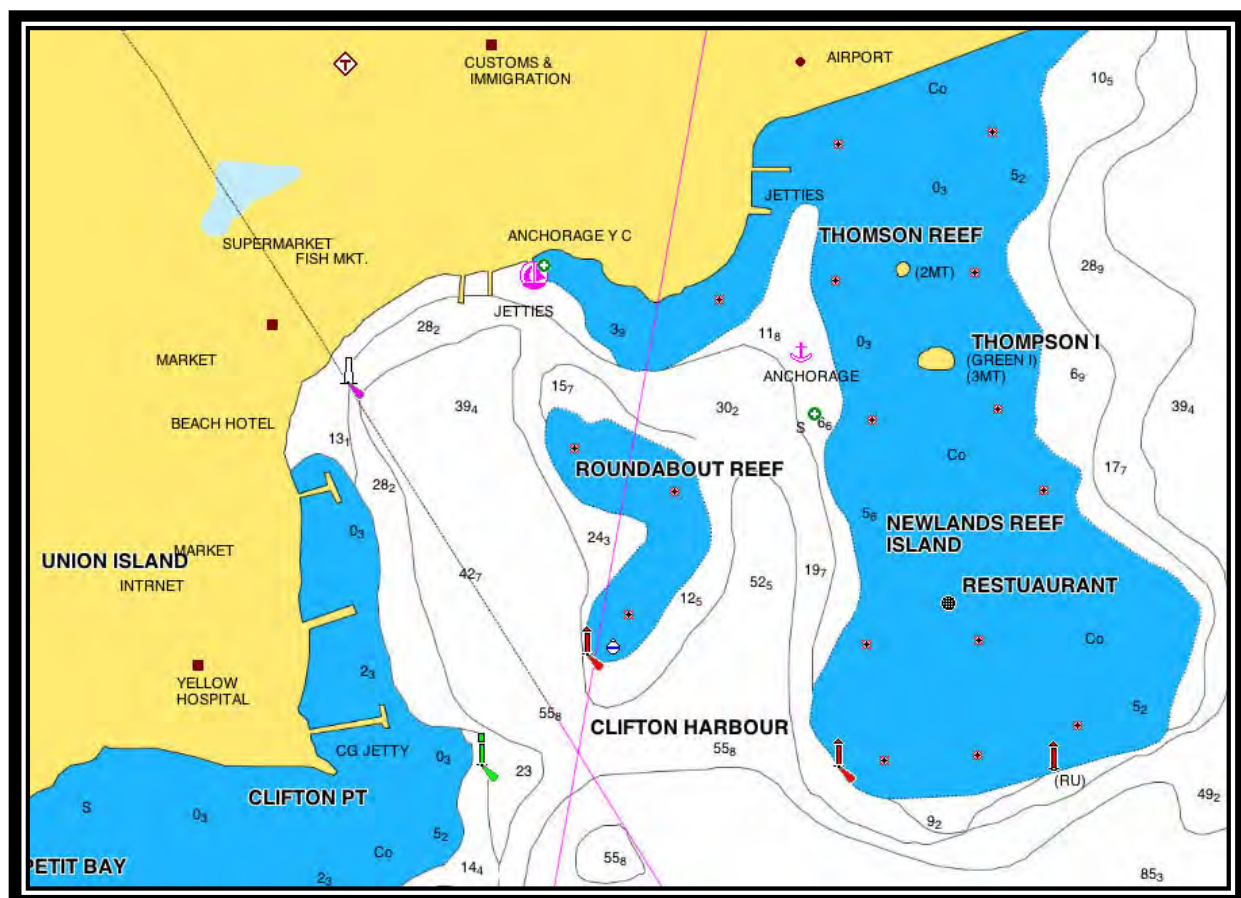 CUSTOMS &
IMMIGRATION
AIRPORT
10₅
Co
5₂
0₃
JETTIES
ANCHORAGE Y C
THOMSON REEF
(2MT)
SUPERMARKET
FISH MKT.
28₉
JETTIES
28₂
3₉
11₈
0₃
THOMPSON I
(GREEN I)
(3MT)
MARKET
ANCHORAGE
6₉
15₇
39₄
30₂
39₄
BEACH HOTEL
S
6₆
13₁
Co
ROUNDABOUT REEF
17₇
28₂
5₆
NEWLANDS REEF
ISLAND
0₃
24₃
MARKET
UNION ISLAND
42₇
52₅
19₇
INTRNET
RESTUAURANT
12₅
Co
2₃
YELLOW
HOSPITAL
55₈
CLIFTON HARBOUR
5₂
CG JETTY
0₃
55₈
23
(RU)
CLIFTON PT
49₂
S
0₃
9₂
5₂
Co
55₈
PETIT BAY
14₄
85₃
2₃
T